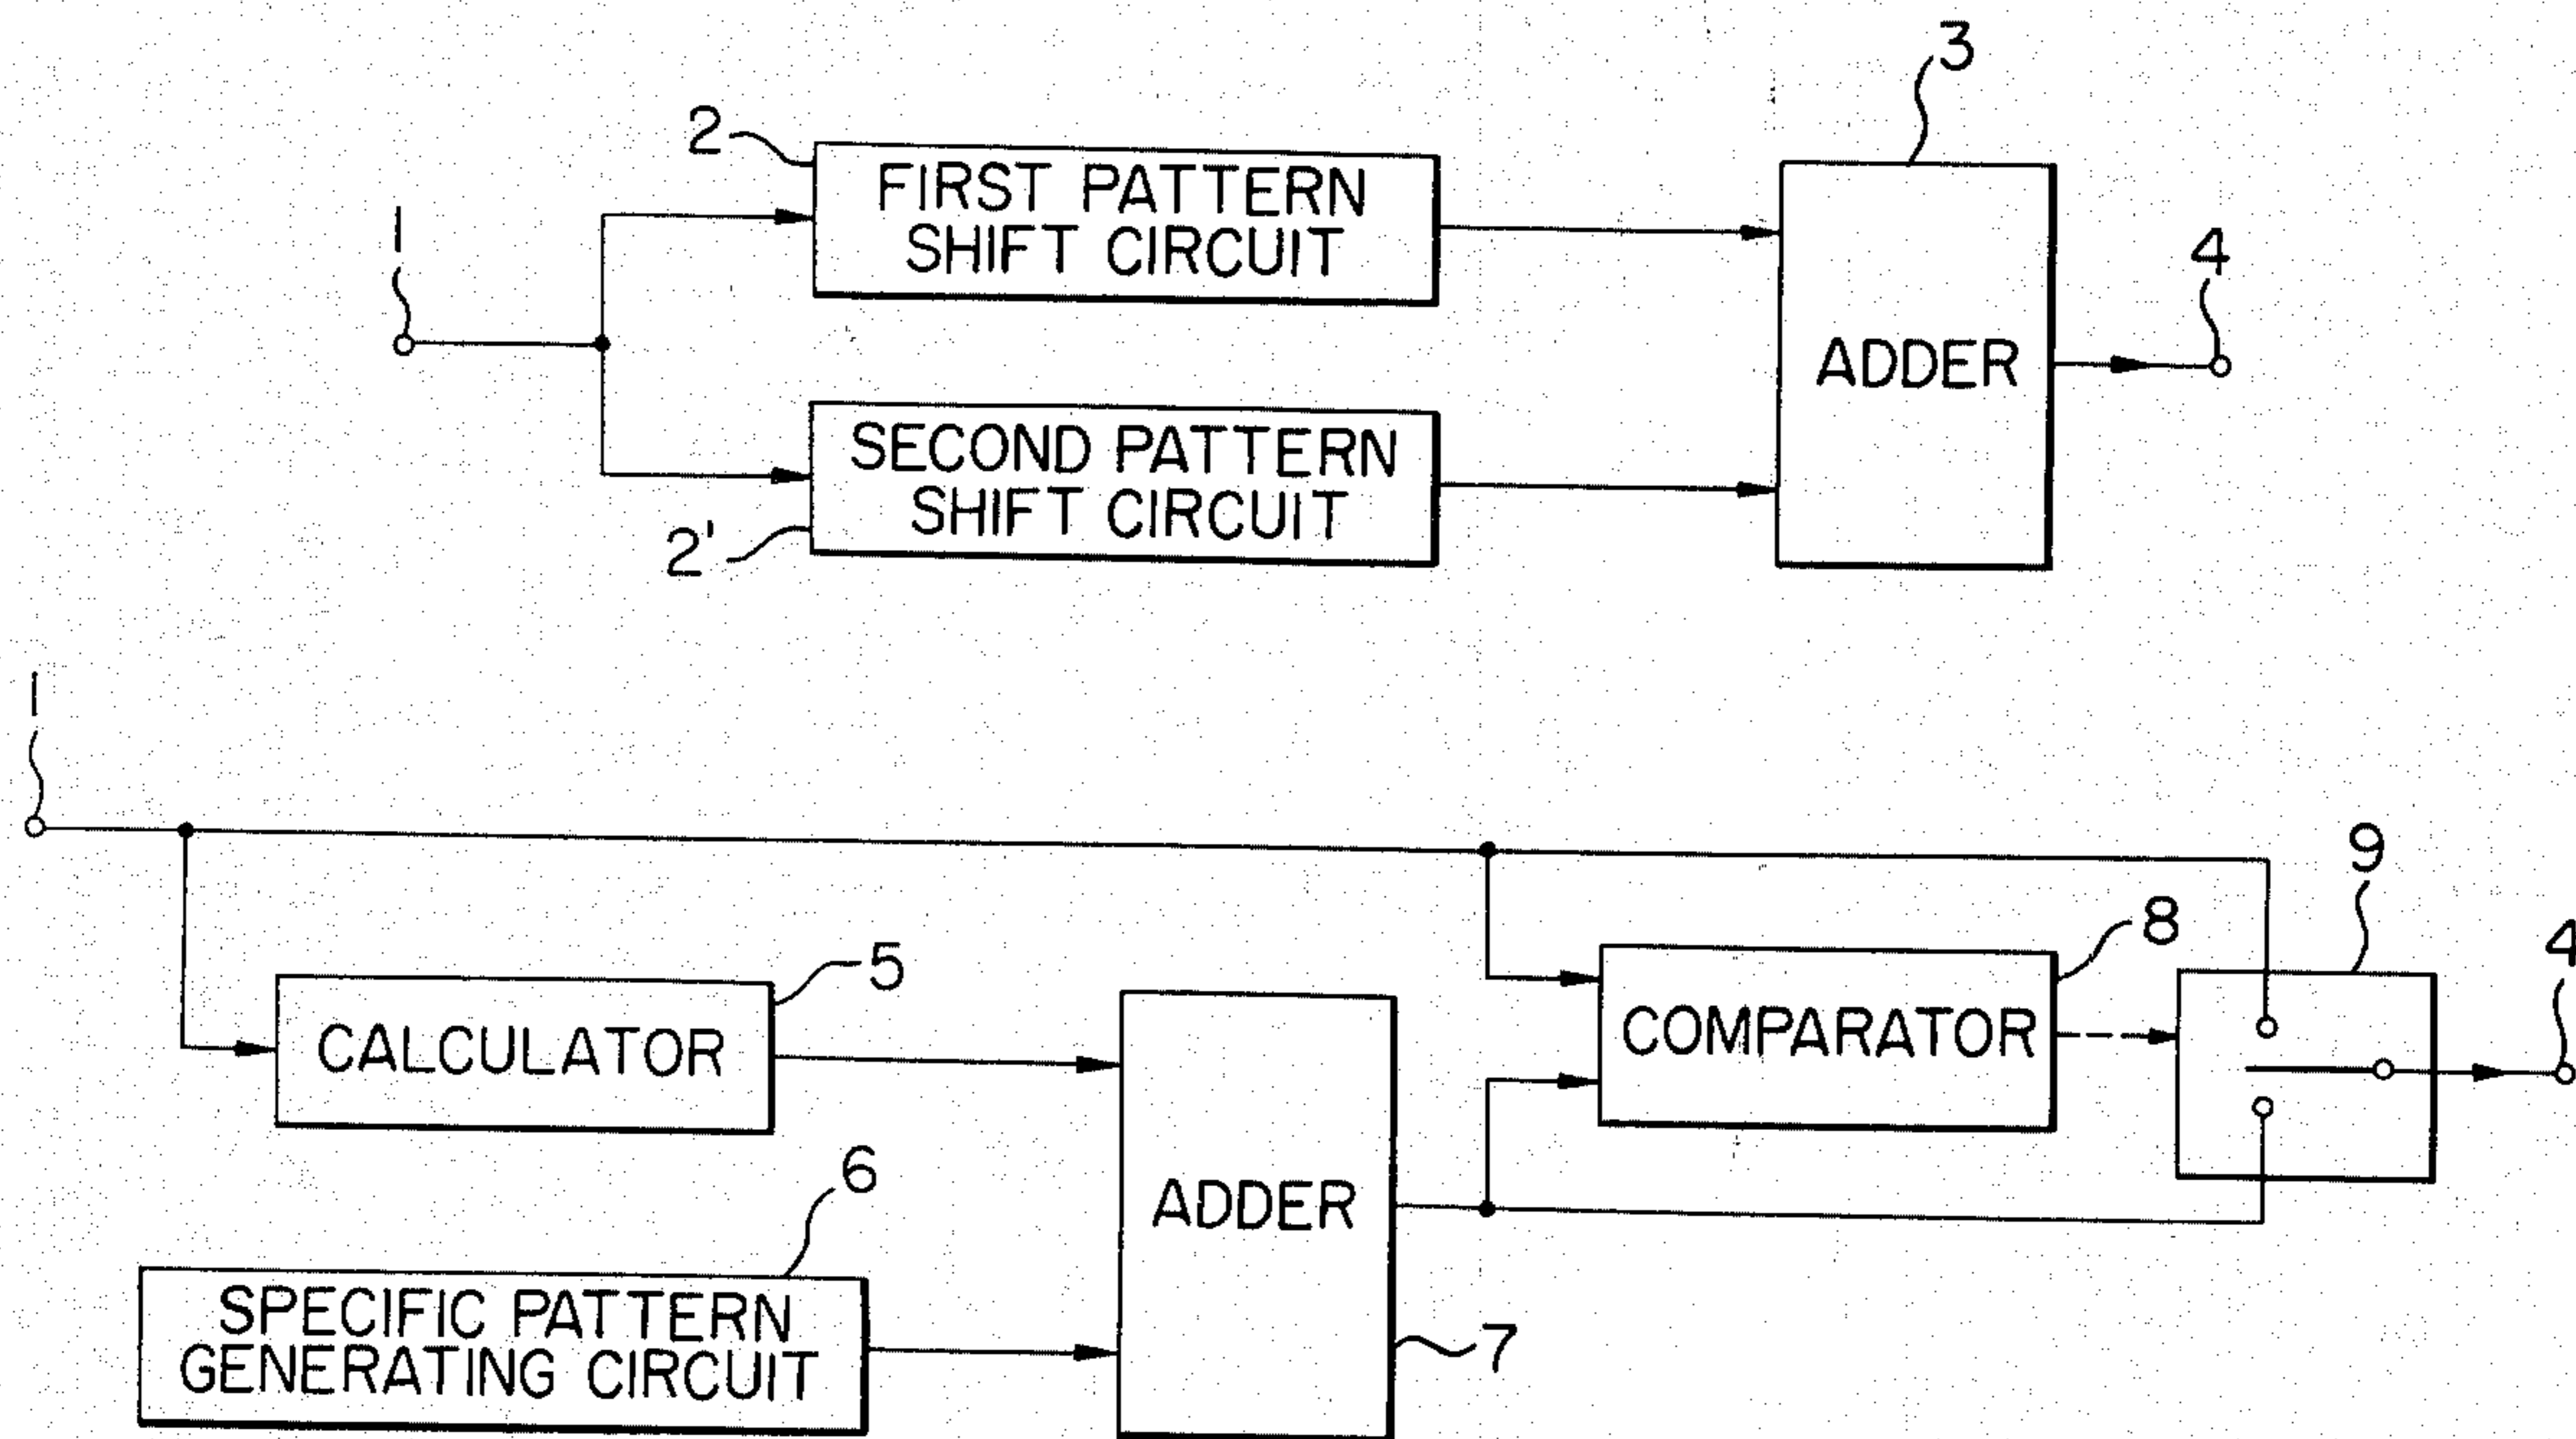 3
2
FIRST PATTERN
SHIFT CIRCUIT
1
4
ADDER
SECOND PATTERN
SHIFT CIRCUIT
2'
1
9
8
4
5
COMPARATOR
CALCULATOR
6
ADDER
SPECIFIC PATTERN
GENERATING CIRCUIT
7